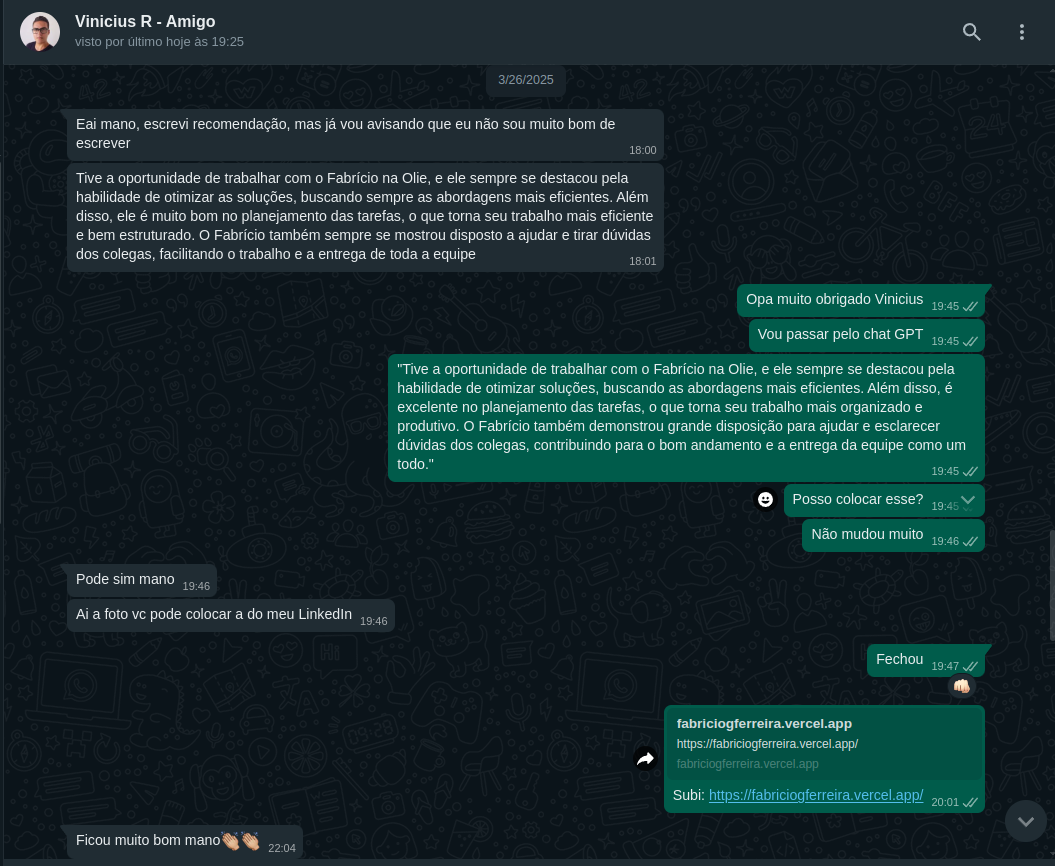 Vinicius R - Amigo
visto por último hoje às 19:25
3/26/2025
Eai mano, escrevi recomendação, mas já vou avisando que eu não sou muito bom de
escrever
18:00
Tive a oportunidade de trabalhar com o Fabrício na Olie, e ele sempre se destacou pela
habilidade de otimizar as soluções, buscando sempre as abordagens mais eficientes. Além
disso, ele é muito bom no planejamento das tarefas, o que torna seu trabalho mais eficiente
e bem estruturado. O Fabrício também sempre se mostrou disposto a ajudar e tirar dúvidas
dos colegas, facilitando o trabalho e a entrega de toda a equipe
18:01
Opa muito obrigado Vinicius 19:45
Vou passar pelo chat GPT 19:45
"Tive a oportunidade de trabalhar com o Fabrício na Olie, e ele sempre se destacou pela
habilidade de otimizar soluções, buscando as abordagens mais eficientes. Além disso, é
excelente no planejamento das tarefas, o que torna seu trabalho mais organizado e
produtivo. O Fabrício também demonstrou grande disposição para ajudar e esclarecer
dúvidas dos colegas, contribuindo para o bom andamento e a entrega da equipe como um
todo."
19:45
Posso colocar esse? 19:45
Não mudou muito 19:46
Pode sim mano 19:46
Ai a foto vc pode colocar a do meu LinkedIn 19:46
Fechou 19:47
fabriciogferreira.vercel.app
https://fabriciogferreira.vercel.app/
fabriciogferreira.vercel.app
Subi: https://fabriciogferreira.vercel.app/ 20:01
Ficou muito bom mano👏🏼👏🏼 22:04